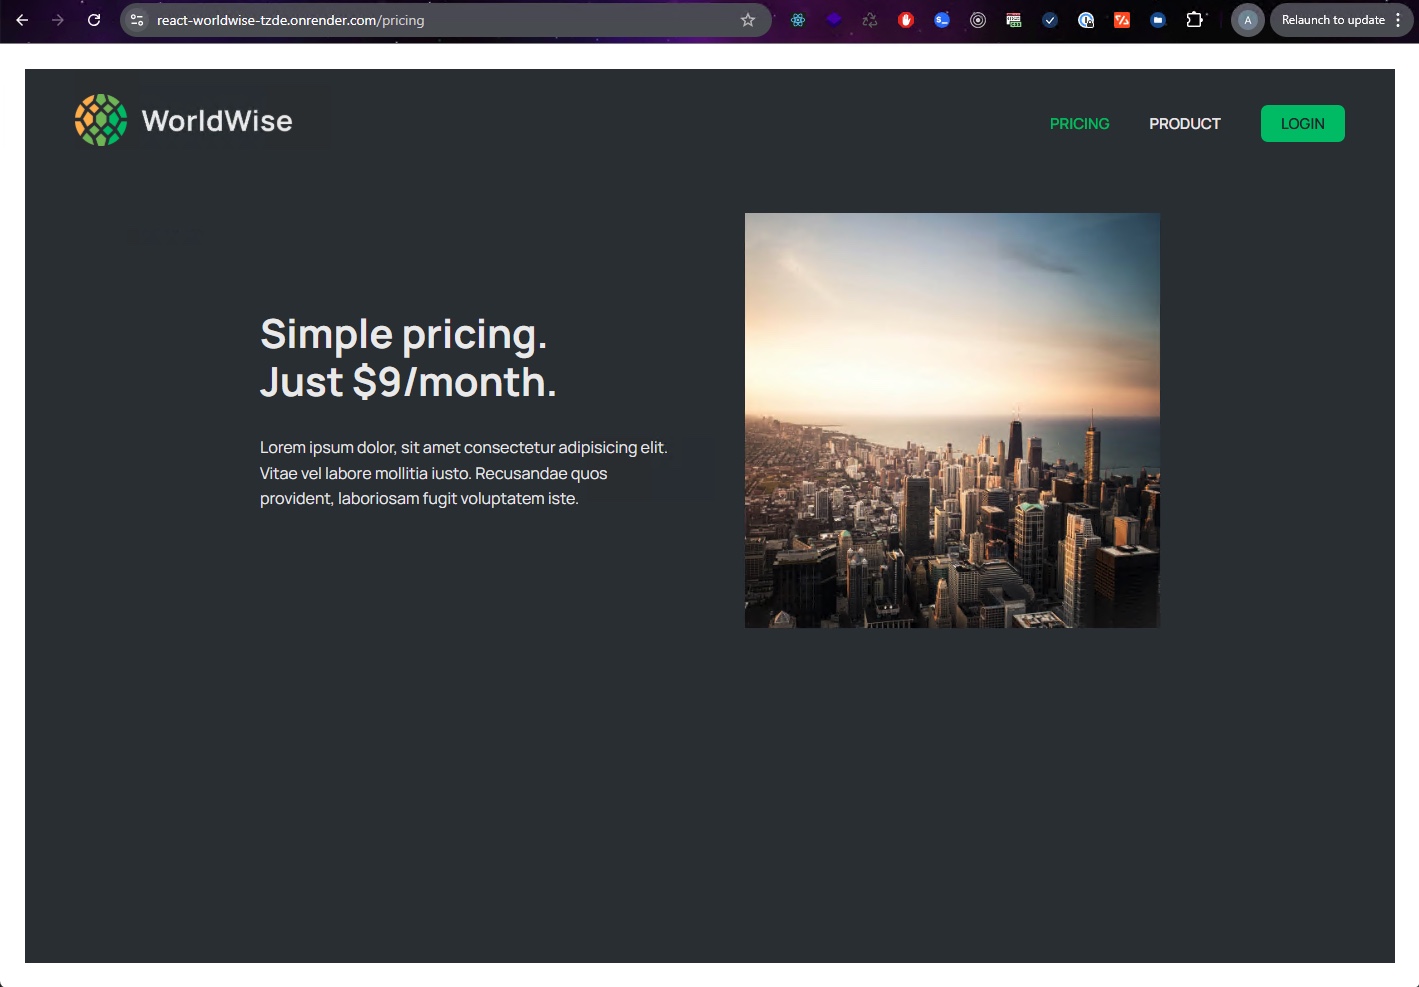 react-worldwise-tzde.onrender.com/pricing
A
Relaunch to update
WorldWise
PRICING
PRODUCT
LOGIN
Simple pricing.
Just $9/month.
Lorem ipsum dolor, sit amet consectetur adipisicing elit.
Vitae vel labore mollitia iusto. Recusandae quos
provident, laboriosam fugit voluptatem iste.